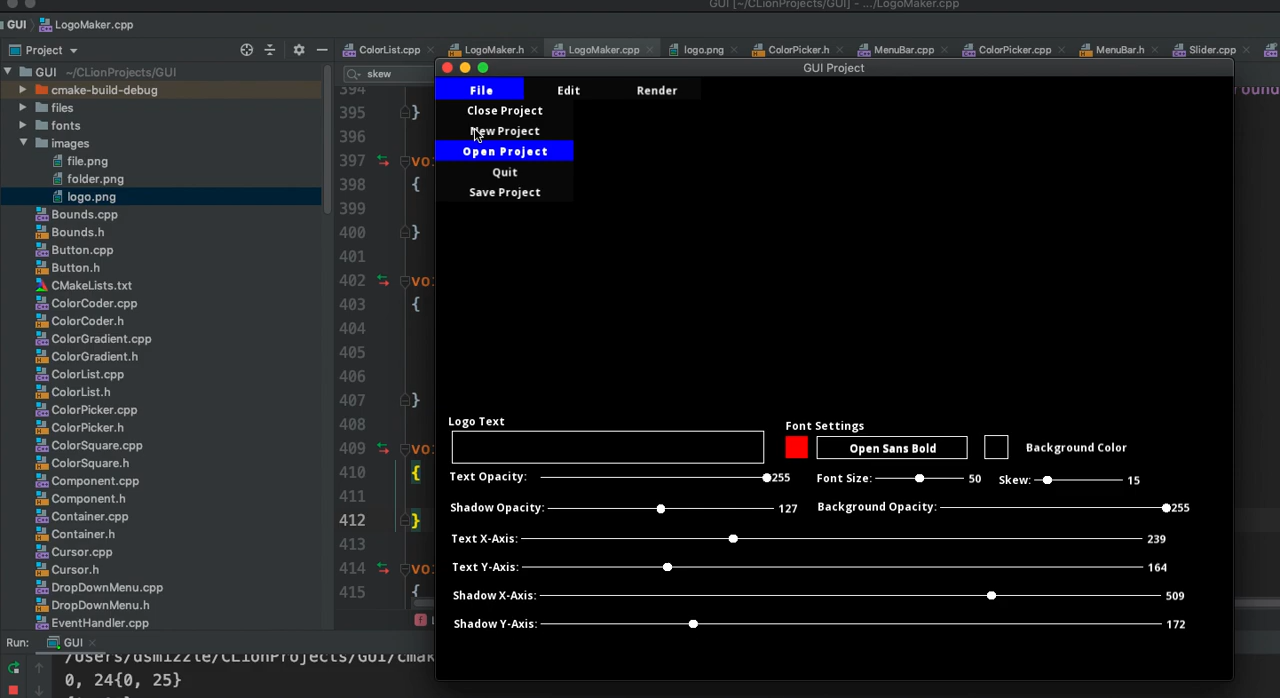 GUI [~/CLionProjects/GUI] - .../LogoMaker.cpp
GUI LogoMaker.cpp
Project
ColorList.cpp LogoMaker.h LogoMaker.cpp logo.png ColorPicker.h MenuBar.cpp ColorPicker.cpp MenuBar.h Slider.cpp
GUI ~/CLionProjects/GUI
cmake-build-debug
files
fonts
images
file.png
folder.png
logo.png
Bounds.cpp
Bounds.h
Button.cpp
Button.h
CMakeLists.txt
ColorCoder.cpp
ColorCoder.h
ColorGradient.cpp
ColorGradient.h
ColorList.cpp
ColorList.h
ColorPicker.cpp
ColorPicker.h
ColorSquare.cpp
ColorSquare.h
Component.cpp
Component.h
Container.cpp
Container.h
Cursor.cpp
Cursor.h
DropDownMenu.cpp
DropDownMenu.h
EventHandler.cpp
skew
394
395 }
396
397 vo
398 {
399
400 }
401
402 vo
403 {
404
405
406
407 }
408
409 vo
410 {
411
412 }
413
414 vo
415 {
GUI Project
File Edit Render
Close Project
New Project
Open Project
Quit
Save Project
Logo Text
Font Settings
Open Sans Bold Background Color
Text Opacity: 255 Font Size: 50 Skew: 15
Shadow Opacity: 127 Background Opacity: 255
Text X-Axis: 239
Text Y-Axis: 164
Shadow X-Axis: 509
Shadow Y-Axis: 172
Run: GUI
/Users/dsmizzle/CLionProjects/GUI/cmak
0, 24{0, 25}